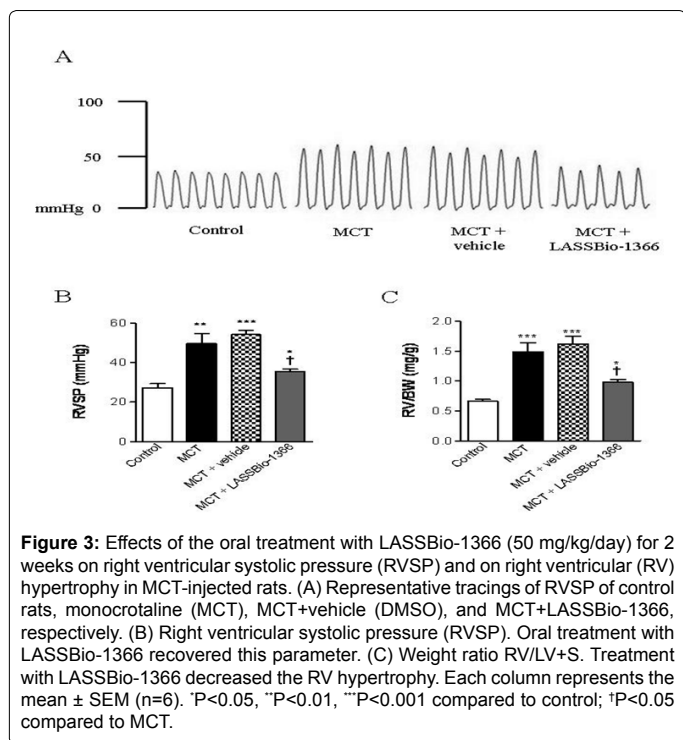 A
100
50
mmHg 0
Control
MCT
MCT +
vehicle
MCT +
LASSBio-1366
B
C
RVSP (mmHg)
60
40
20
0
**
***
*
†
Control
MCT
MCT + vehicle
MCT + LASSBio-1366
RV/BW (mg/g)
2.0
1.5
1.0
0.5
0.0
***
***
*
†
Control
MCT
MCT + vehicle
MCT + LASSBio-1366
Figure 3: Effects of the oral treatment with LASSBio-1366 (50 mg/kg/day) for 2
weeks on right ventricular systolic pressure (RVSP) and on right ventricular (RV)
hypertrophy in MCT-injected rats. (A) Representative tracings of RVSP of control
rats, monocrotaline (MCT), MCT+vehicle (DMSO), and MCT+LASSBio-1366,
respectively. (B) Right ventricular systolic pressure (RVSP). Oral treatment with
LASSBio-1366 recovered this parameter. (C) Weight ratio RV/LV+S. Treatment
with LASSBio-1366 decreased the RV hypertrophy. Each column represents the
mean ± SEM (n=6). *P<0.05, **P<0.01, ***P<0.001 compared to control; †P<0.05
compared to MCT.